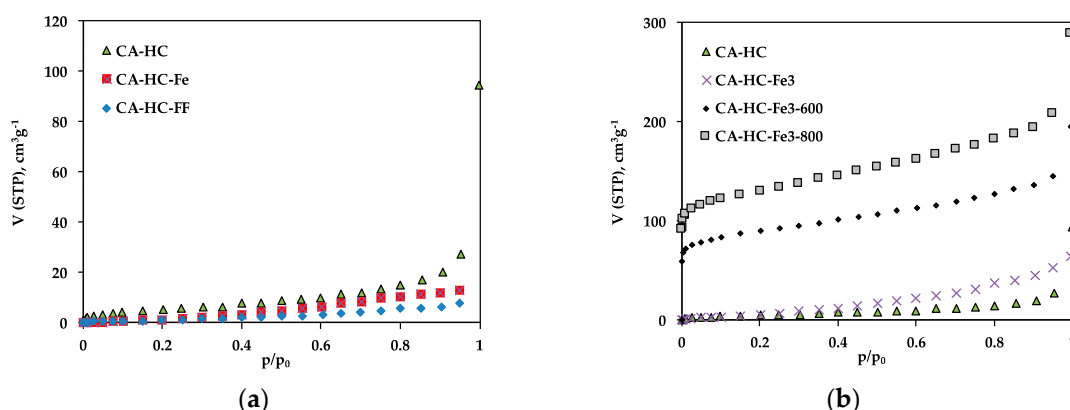 120
100
80
60
40
20
0
V (STP), cm³g⁻¹
CA-HC
CA-HC-Fe
CA-HC-FF
0
0.2
0.4
0.6
0.8
1
p/p₀
(a)
300
200
100
0
V (STP), cm³g⁻¹
CA-HC
CA-HC-Fe3
CA-HC-Fe3-600
CA-HC-Fe3-800
0
0.2
0.4
0.6
0.8
p/p₀
(b)